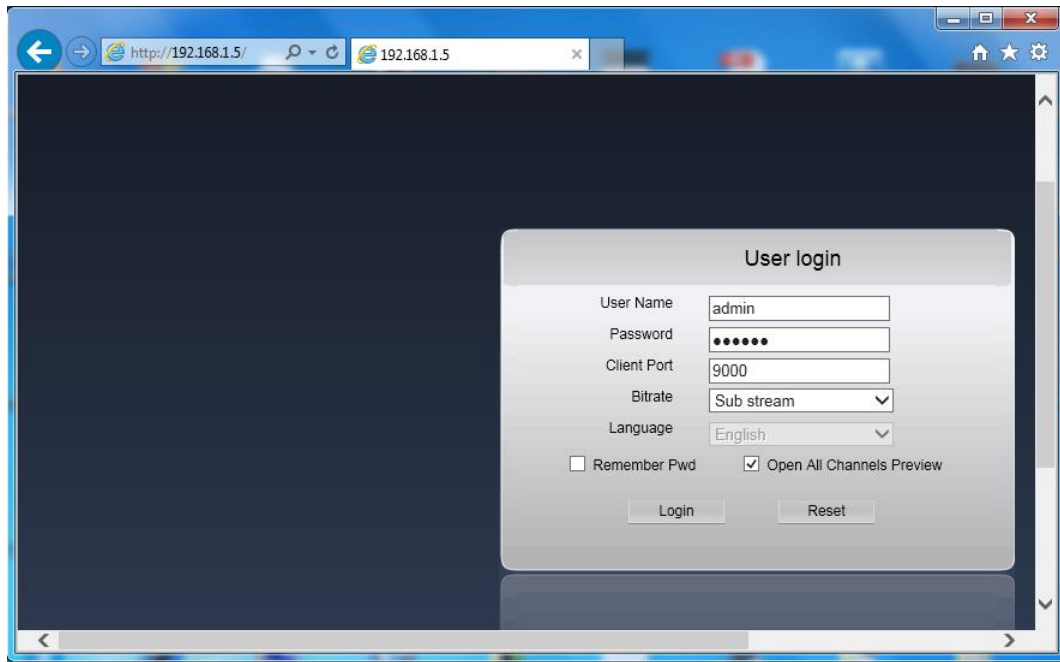 http://192.168.1.5/
192.168.1.5
User login
User Name admin
Password ●●●●●●
Client Port 9000
Bitrate Sub stream
Language English
Remember Pwd Open All Channels Preview
Login Reset